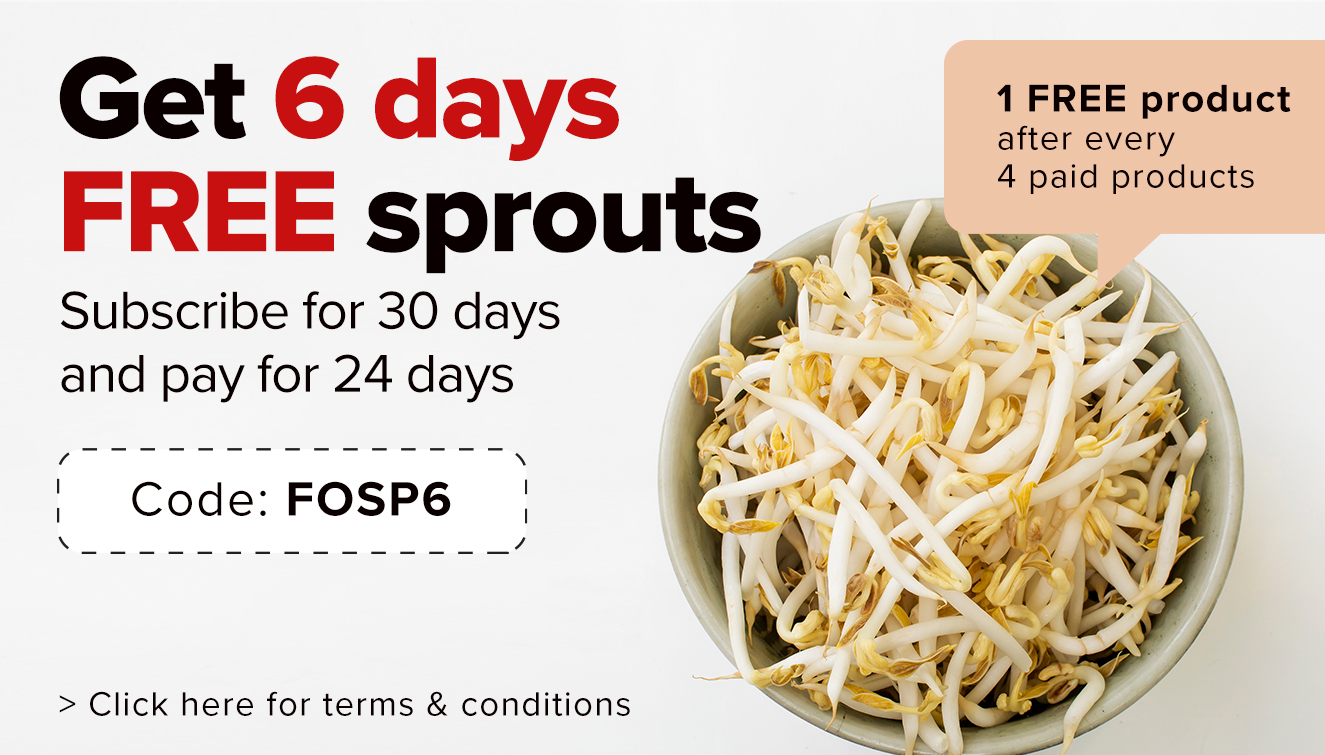 Get 6 days
FREE sprouts
Subscribe for 30 days
and pay for 24 days
Code: FOSP6
> Click here for terms & conditions
1 FREE product
after every
4 paid products